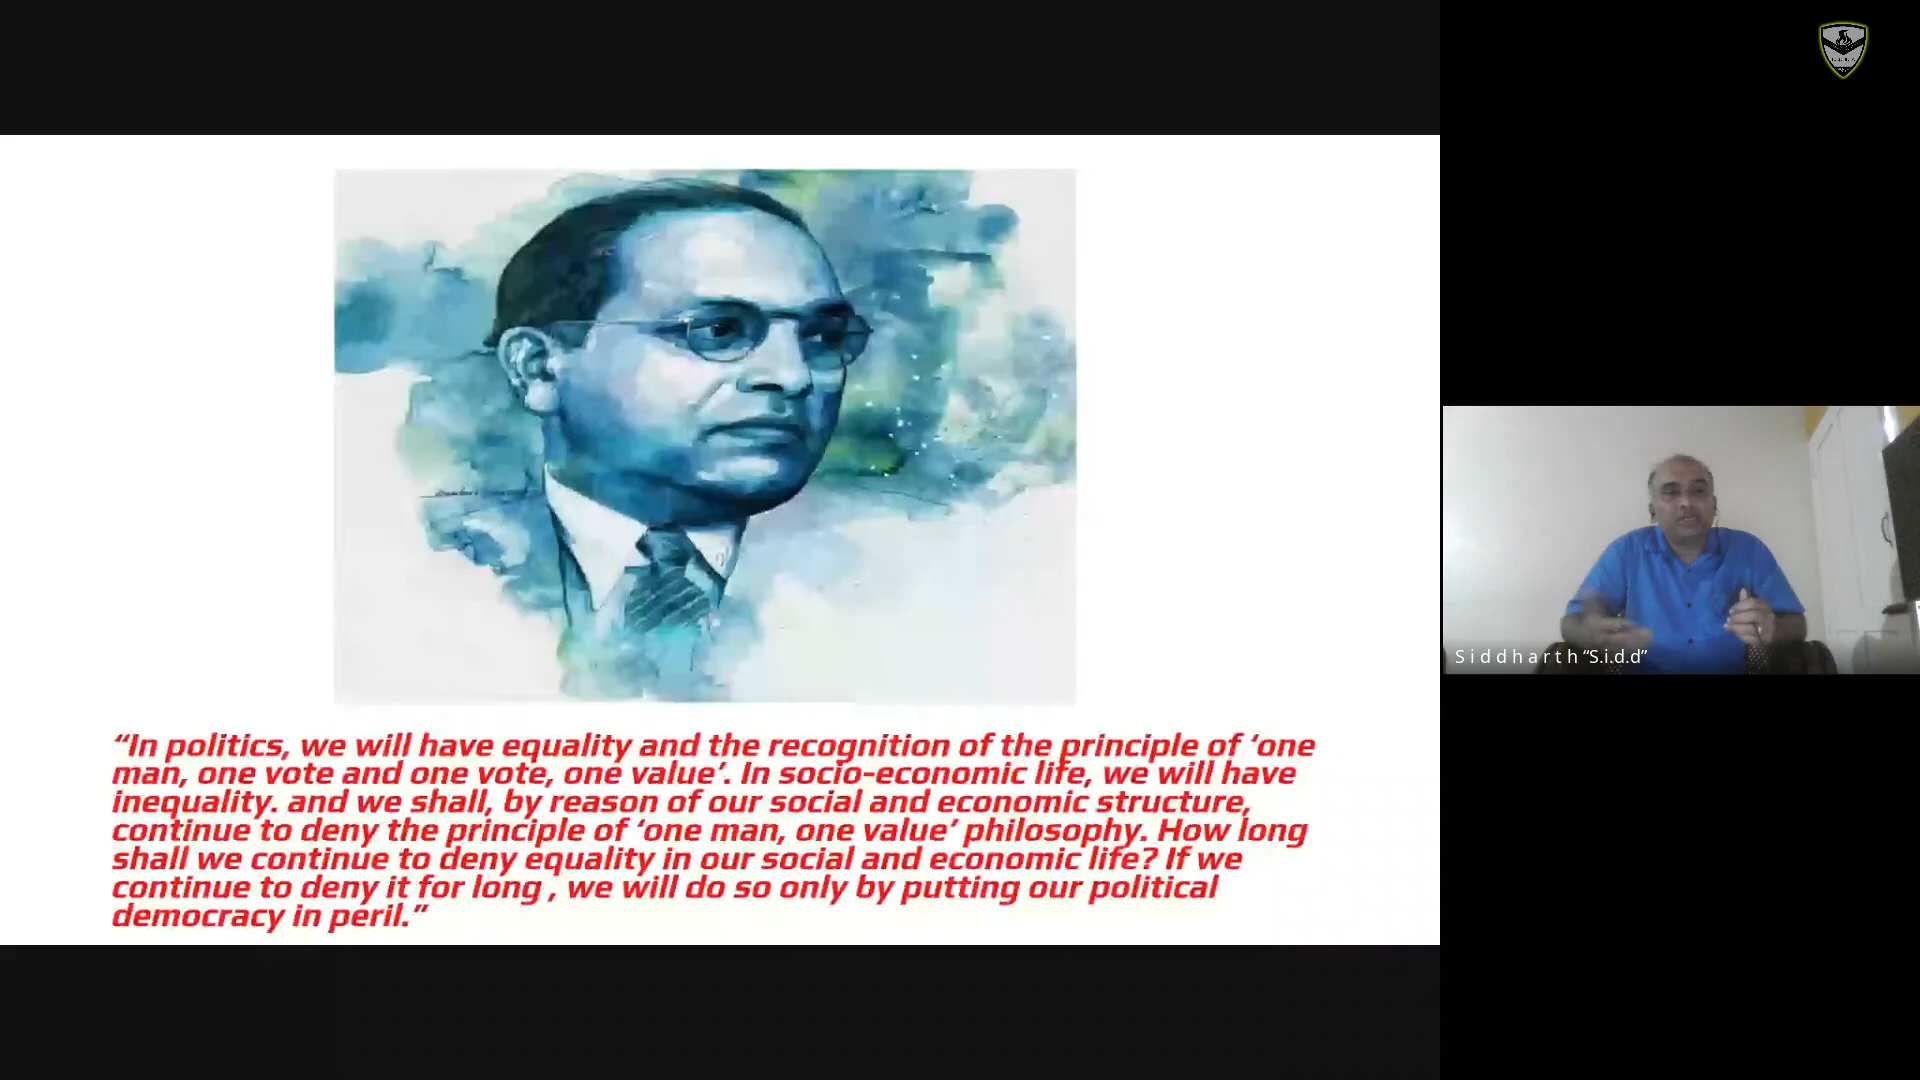 “In politics, we will have equality and the recognition of the principle of ‘one
man, one vote and one vote, one value’. In socio-economic life, we will have
inequality. and we shall, by reason of our social and economic structure,
continue to deny the principle of ‘one man, one value’ philosophy. How long
shall we continue to deny equality in our social and economic life? If we
continue to deny it for long , we will do so only by putting our political
democracy in peril.”
S i d d h a r t h “S.i.d.d”